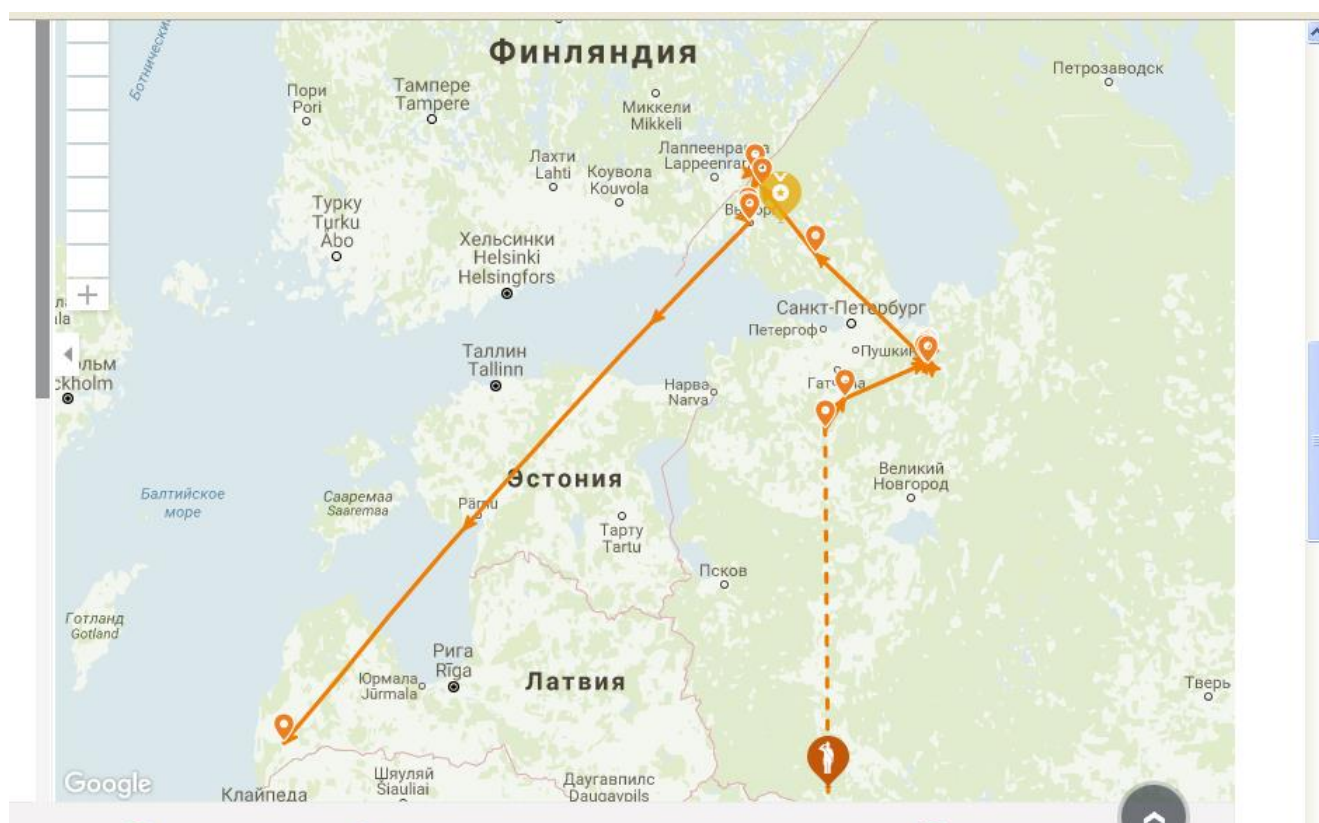 Ботнический
Финляндия
Петрозаводск
Пори
Pori
Тампере
Tampere
Миккели
Mikkeli
Лахти
Lahti
Коувола
Kouvola
Турку
Turku
Åbo
Хельсинки
Helsinki
Helsingfors
Санкт-Петербург
Петергоф
Таллин
Tallinn
Нарва
Narva
Великий
Новгород
Эстония
Балтийское
море
Сааремаа
Saaremaa
Pärnu
Тарту
Tartu
Псков
Готланд
Gotland
Рига
Rīga
Юрмала
Jūrmala
Латвия
Тверь
Шяуляй
Šiauliai
Даугавпилс
Daugavpils
Клайпеда
Google